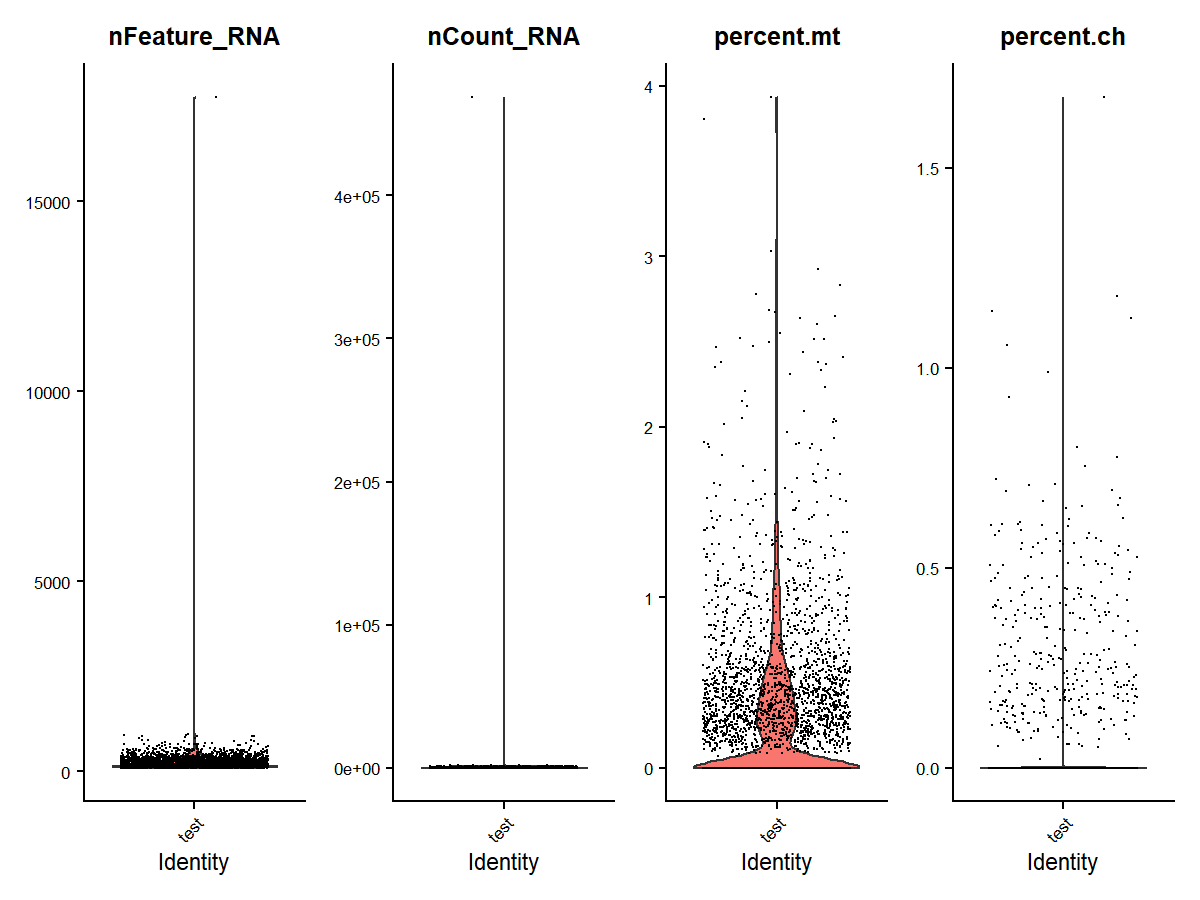 nFeature_RNA
15000
10000
5000
0
test
Identity
nCount_RNA
4e+05
3e+05
2e+05
1e+05
0e+00
test
Identity
percent.mt
4
3
2
1
0
test
Identity
percent.ch
1.5
1.0
0.5
0.0
test
Identity